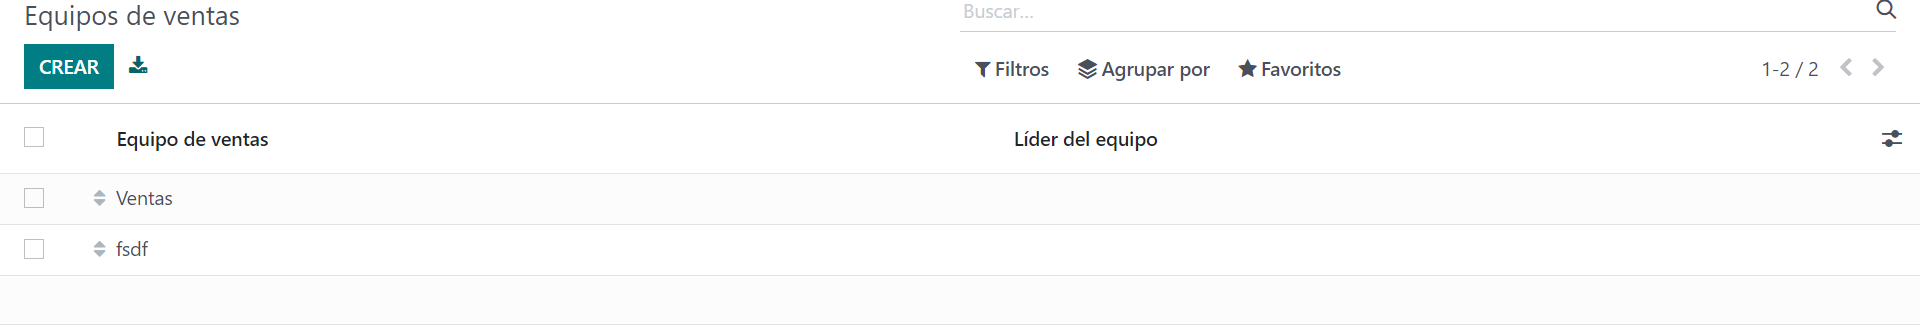 Equipos de ventas
Buscar...
CREAR
Filtros Agrupar por Favoritos 1-2 / 2
Equipo de ventas Líder del equipo
Ventas
fsdf